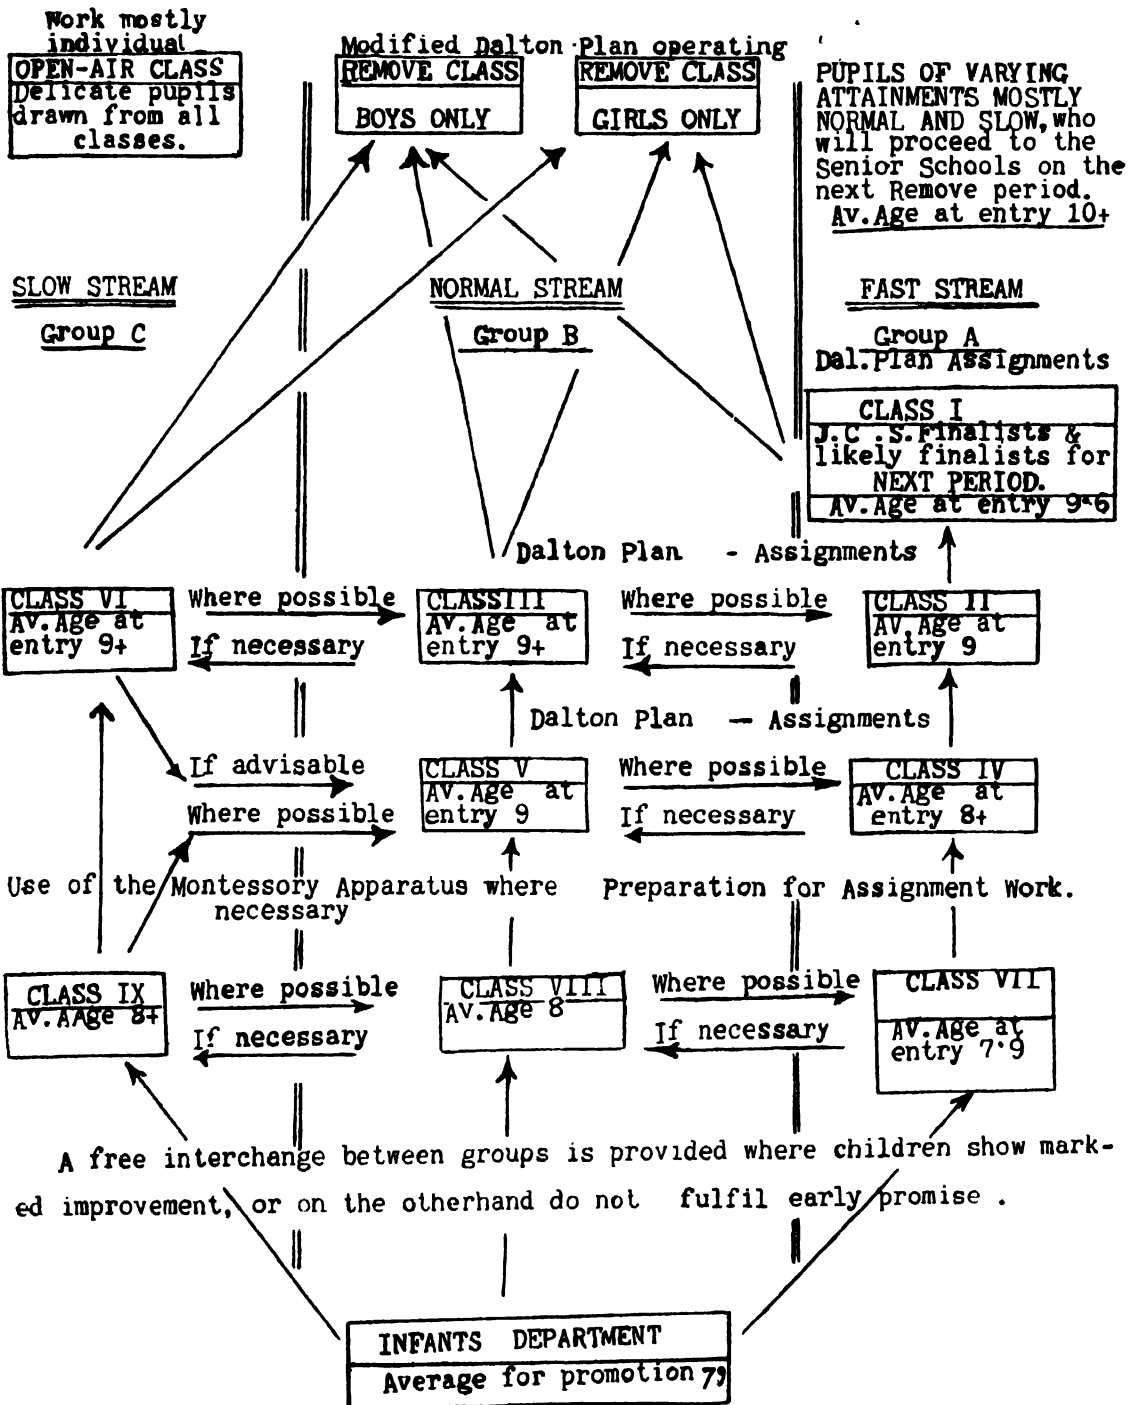 Work mostly
individual
OPEN-AIR CLASS
Delicate pupils
drawn from all
classes.
Modified Dalton Plan operating
REMOVE CLASS
BOYS ONLY
REMOVE CLASS
GIRLS ONLY
PUPILS OF VARYING
ATTAINMENTS MOSTLY
NORMAL AND SLOW, who
will proceed to the
Senior Schools on the
next Remove period.
Av.Age at entry 10+
SLOW STREAM
Group C
NORMAL STREAM
Group B
FAST STREAM
Group A
Dal.Plan Assignments
CLASS I
J.C.S.Finalists &
likely finalists for
NEXT PERIOD.
Av.Age at entry 9·6
Dalton Plan - Assignments
CLASS VI
Av.Age at
entry 9+
Where possible
If necessary
CLASSIII
Av.Age at
entry 9+
Where possible
If necessary
CLASS II
Av.Age at
entry 9
Dalton Plan - Assignments
If advisable
Where possible
CLASS V
Av.Age at
entry 9
Where possible
If necessary
CLASS IV
Av.Age at
entry 8+
Use of the Montessory Apparatus where
necessary
Preparation for Assignment Work.
CLASS IX
Av.AAge 8+
Where possible
If necessary
CLASS VIII
Av.Age 8
Where possible
If necessary
CLASS VII
Av.Age at
entry 7·9
A free interchange between groups is provided where children show mark-
ed improvement, or on the otherhand do not fulfil early promise .
INFANTS DEPARTMENT
Average for promotion